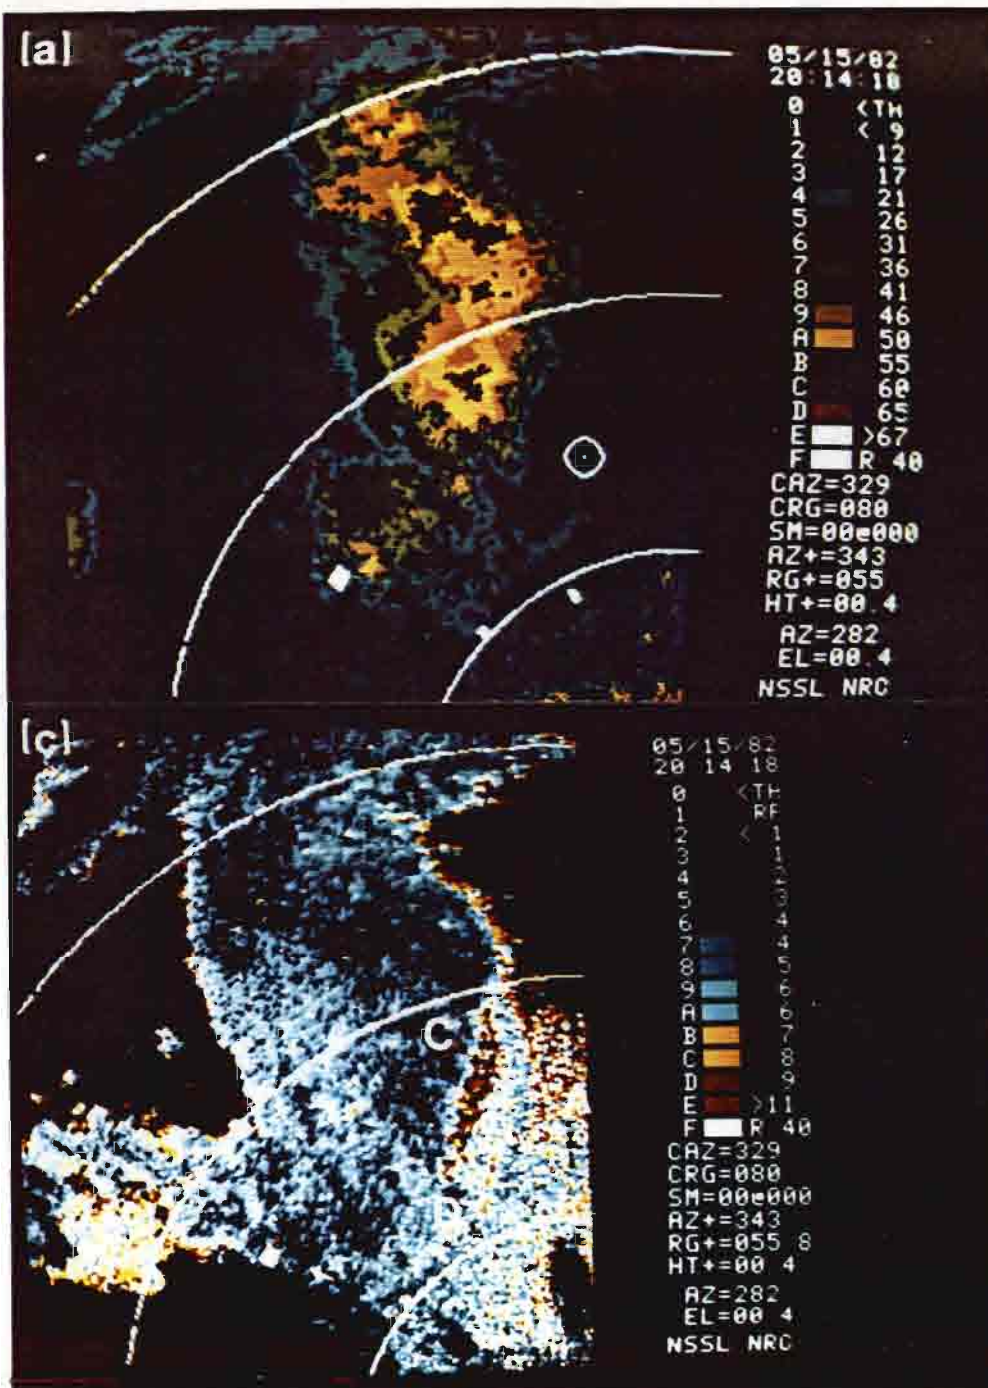 (a)
05/15/82
20:14:18
0 <TH
1 < 9
2 12
3 17
4 21
5 26
6 31
7 36
8 41
9 46
A 50
B 55
C 60
D 65
E >67
F R 40
CAZ=329
CRG=080
SM=00@000
AZ+=343
RG+=055
HT+=00.4
AZ=282
EL=00.4
NSSL NRC
(c)
05/15/82
20 14 18
0 <TH
1 RF
2 < 1
3 1
4 2
5 3
6 4
7 4
8 5
9 6
A 6
B 7
C 8
D 9
E >11
F R 40
C
D
CAZ=329
CRG=080
SM=00@000
AZ+=343
RG+=055 8
HT+=00 4
AZ=282
EL=00 4
NSSL NRC